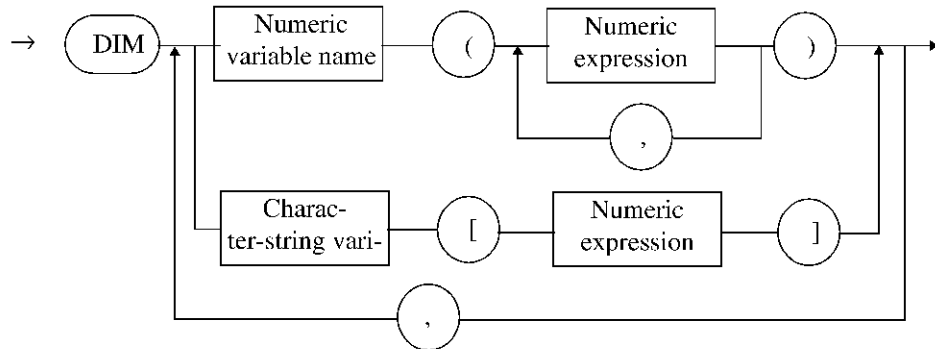 → DIM Numeric variable name ( Numeric expression )
,
Charac-
ter-string vari- [ Numeric expression ]
,